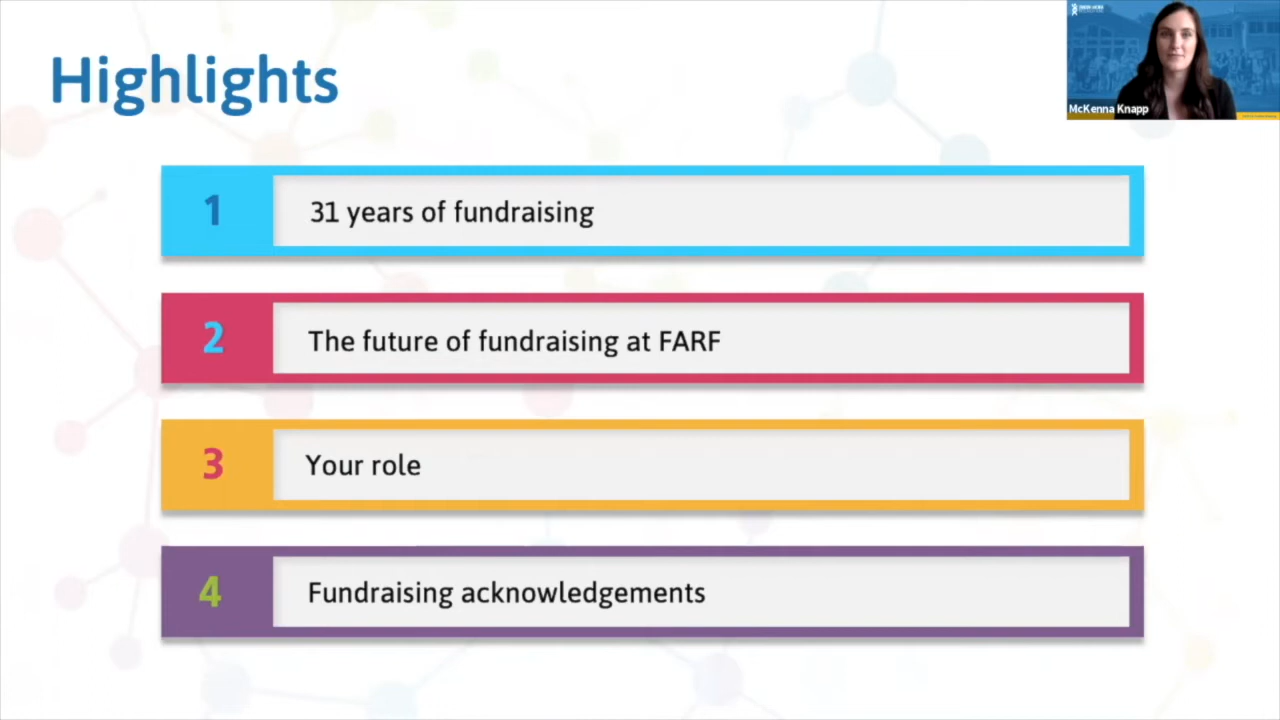 Highlights
McKenna Knapp
1
31 years of fundraising
2
The future of fundraising at FARF
3
Your role
4
Fundraising acknowledgements